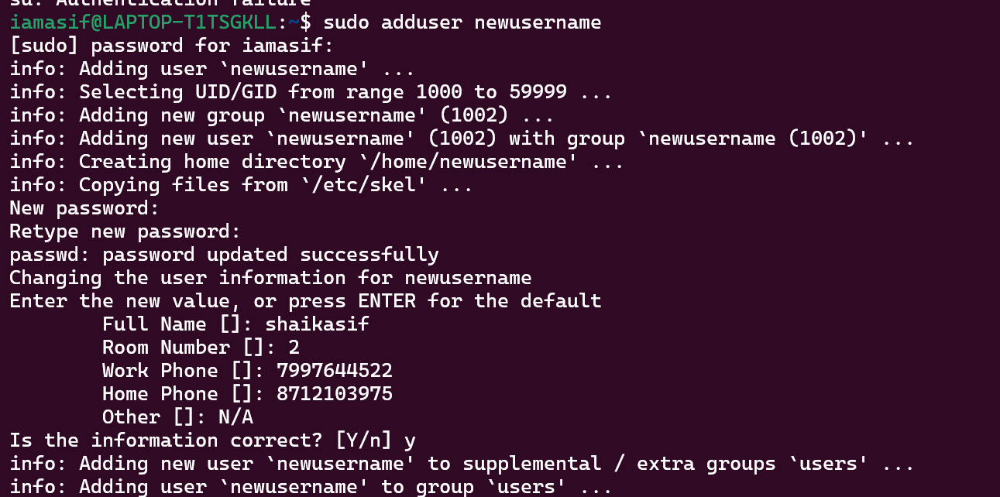 su: Authentication failure
iamasif@LAPTOP-T1TSGKLL:~$ sudo adduser newusername
[sudo] password for iamasif:
info: Adding user `newusername' ...
info: Selecting UID/GID from range 1000 to 59999 ...
info: Adding new group `newusername' (1002) ...
info: Adding new user `newusername' (1002) with group `newusername (1002)' ...
info: Creating home directory `/home/newusername' ...
info: Copying files from `/etc/skel' ...
New password:
Retype new password:
passwd: password updated successfully
Changing the user information for newusername
Enter the new value, or press ENTER for the default
        Full Name []: shaikasif
        Room Number []: 2
        Work Phone []: 7997644522
        Home Phone []: 8712103975
        Other []: N/A
Is the information correct? [Y/n] y
info: Adding new user `newusername' to supplemental / extra groups `users' ...
info: Adding user `newusername' to group `users' ...